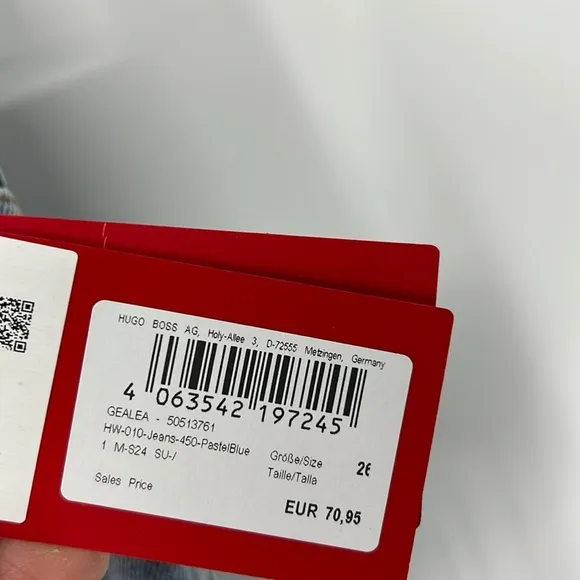 HUGO BOSS AG, Holy-Allee 3, D-72555 Metzingen, Germany
4 063542 197245
GEALEA - 50513761
HW-010-Jeans-450-PastelBlue
1 M-S24 SU-/
Größe/Size 26
Taille/Talla
Sales Price
EUR 70,95